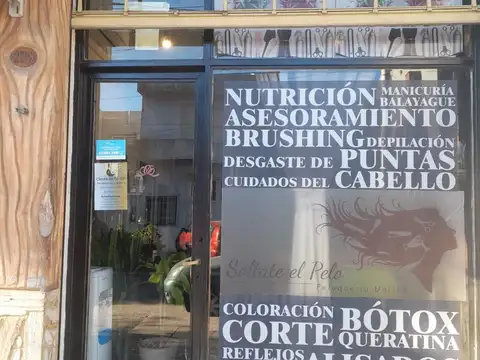 NUTRICIÓN MANICURÍA
BALAYAGUE
ASESORAMIENTO
BRUSHING DEPILACIÓN
DESGASTE DE PUNTAS
CUIDADOS DEL CABELLO
Soltate el Pelo
COLORACIÓN BÓTOX
CORTE QUERATINA
REFLEJOS